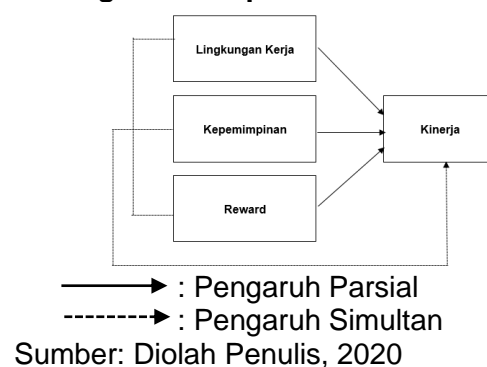 Lingkungan Kerja
Kepemimpinan
Kinerja
Reward
: Pengaruh Parsial
: Pengaruh Simultan
Sumber: Diolah Penulis, 2020